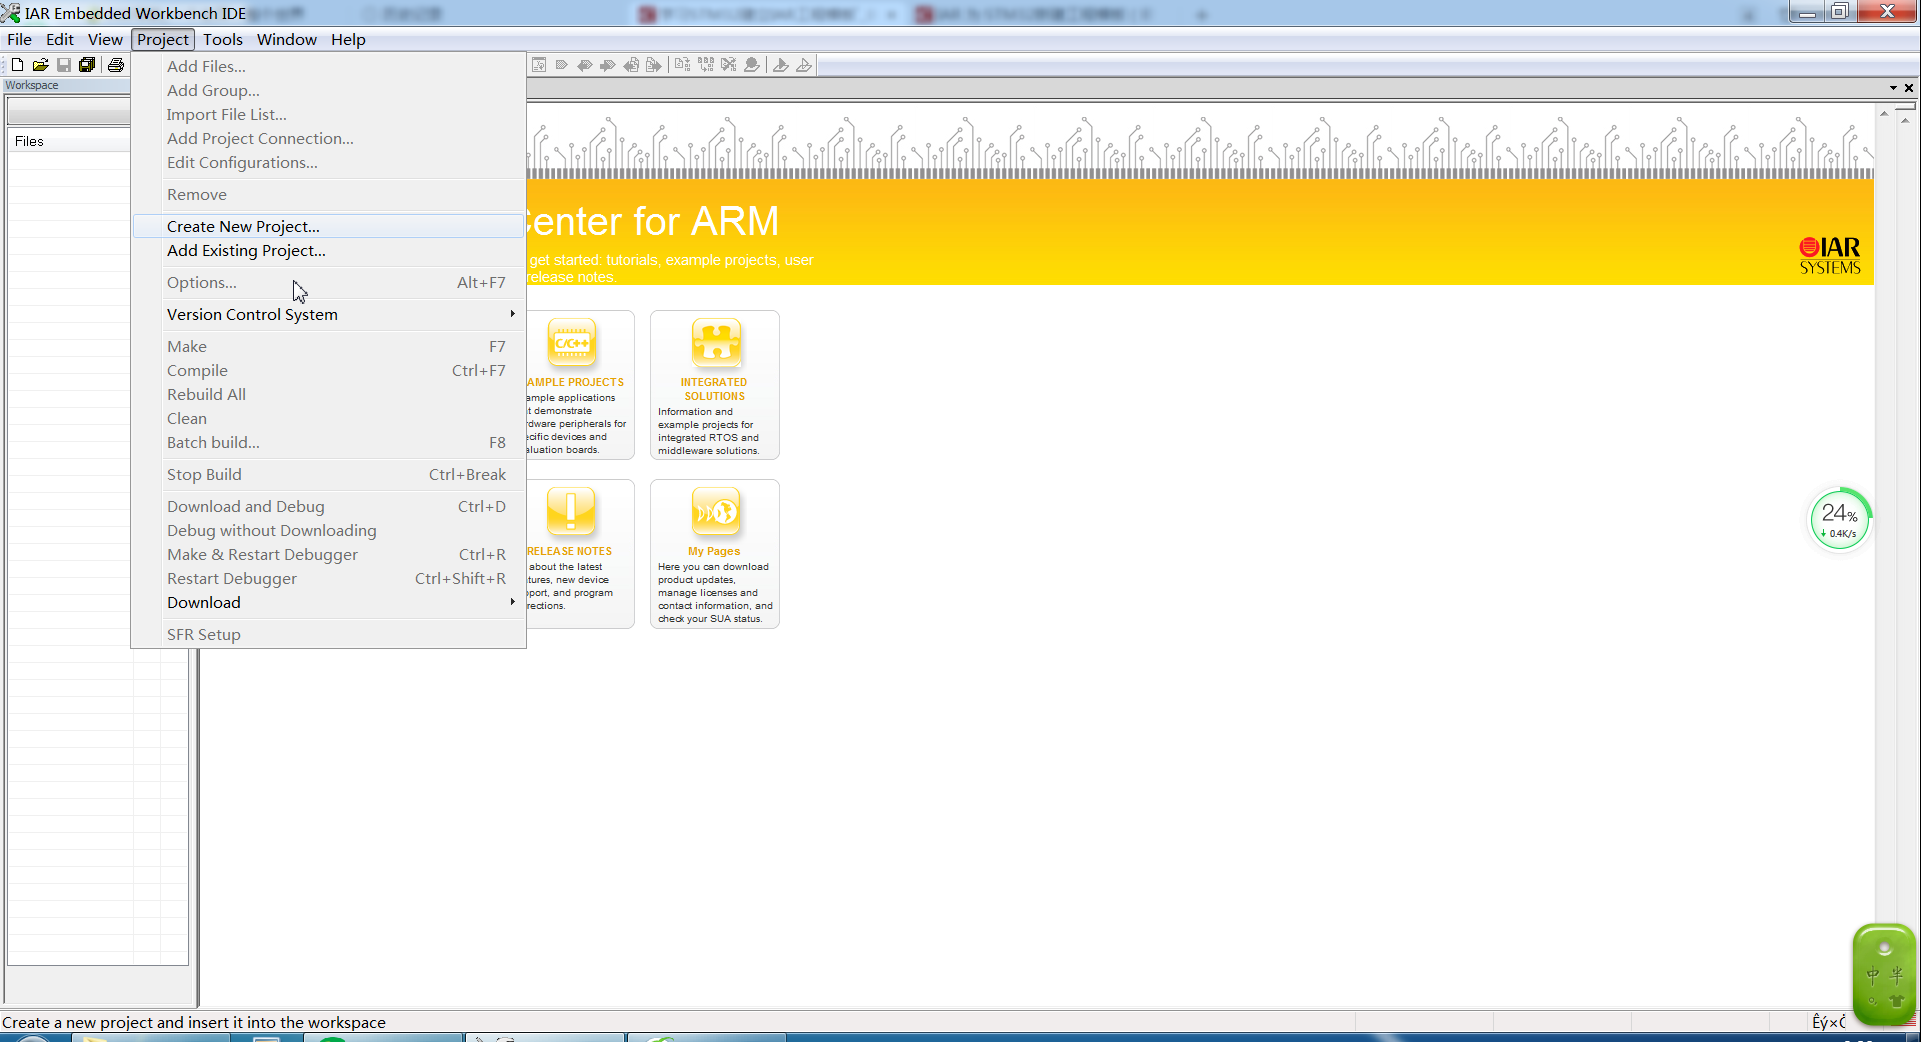 IAR Embedded Workbench IDE
File Edit View Project Tools Window Help
Workspace
Files
Add Files...
Add Group...
Import File List...
Add Project Connection...
Edit Configurations...
Remove
Create New Project...
Add Existing Project...
Options... Alt+F7
Version Control System
Make F7
Compile Ctrl+F7
Rebuild All
Clean
Batch build... F8
Stop Build Ctrl+Break
Download and Debug Ctrl+D
Debug without Downloading
Make & Restart Debugger Ctrl+R
Restart Debugger Ctrl+Shift+R
Download
SFR Setup
enter for ARM
get started: tutorials, example projects, user
release notes.
IAR
SYSTEMS
C/C++
AMPLE PROJECTS
ample applications
t demonstrate
rdware peripherals for
ecific devices and
aluation boards.
INTEGRATED
SOLUTIONS
Information and
example projects for
integrated RTOS and
middleware solutions.
RELEASE NOTES
about the latest
tures, new device
pport, and program
rections.
My Pages
Here you can download
product updates,
manage licenses and
contact information, and
check your SUA status.
24%
0.4K/s
中 半
Create a new project and insert it into the workspace